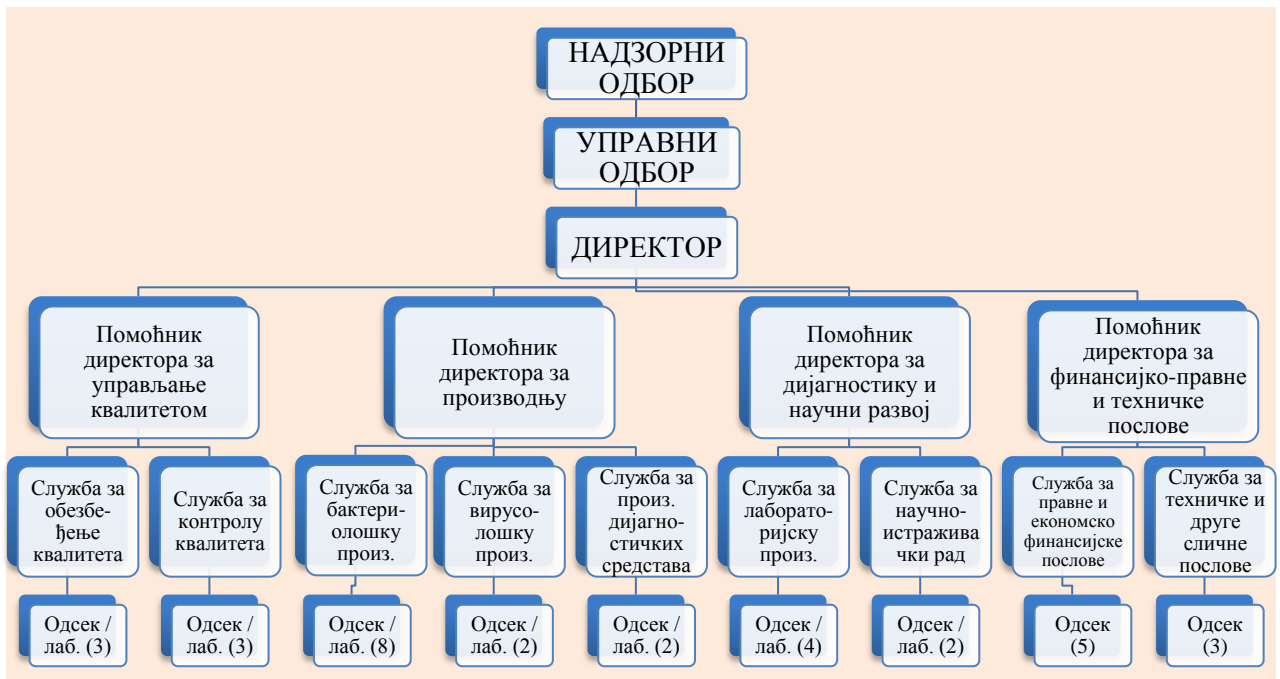 НАДЗОРНИ
ОДБОР
УПРАВНИ
ОДБОР
ДИРЕКТОР
Помоћник
директора за
управљање
квалитетом
Помоћник
директора за
производњу
Помоћник
директора за
дијагностику и
научни развој
Помоћник
директора за
финансијко-правне
и техничке
послове
Служба за
обезбе-
ђење
квалитета
Служба за
контролу
квалитета
Служба за
бактери-
олошку
произ.
Служба за
вирусо-
лошку
произ.
Служба за
произ.
дијагно-
стичких
средстава
Служба за
лаборато-
ријску
произ.
Служба за
научно-
истражива
чки рад
Служба за
правне и
економско
финансијске
послове
Служба за
техничке и
друге
сличне
послове
Одсек /
лаб. (3)
Одсек /
лаб. (3)
Одсек /
лаб. (8)
Одсек /
лаб. (2)
Одсек /
лаб. (2)
Одсек /
лаб. (4)
Одсек /
лаб. (2)
Одсек
(5)
Одсек
(3)